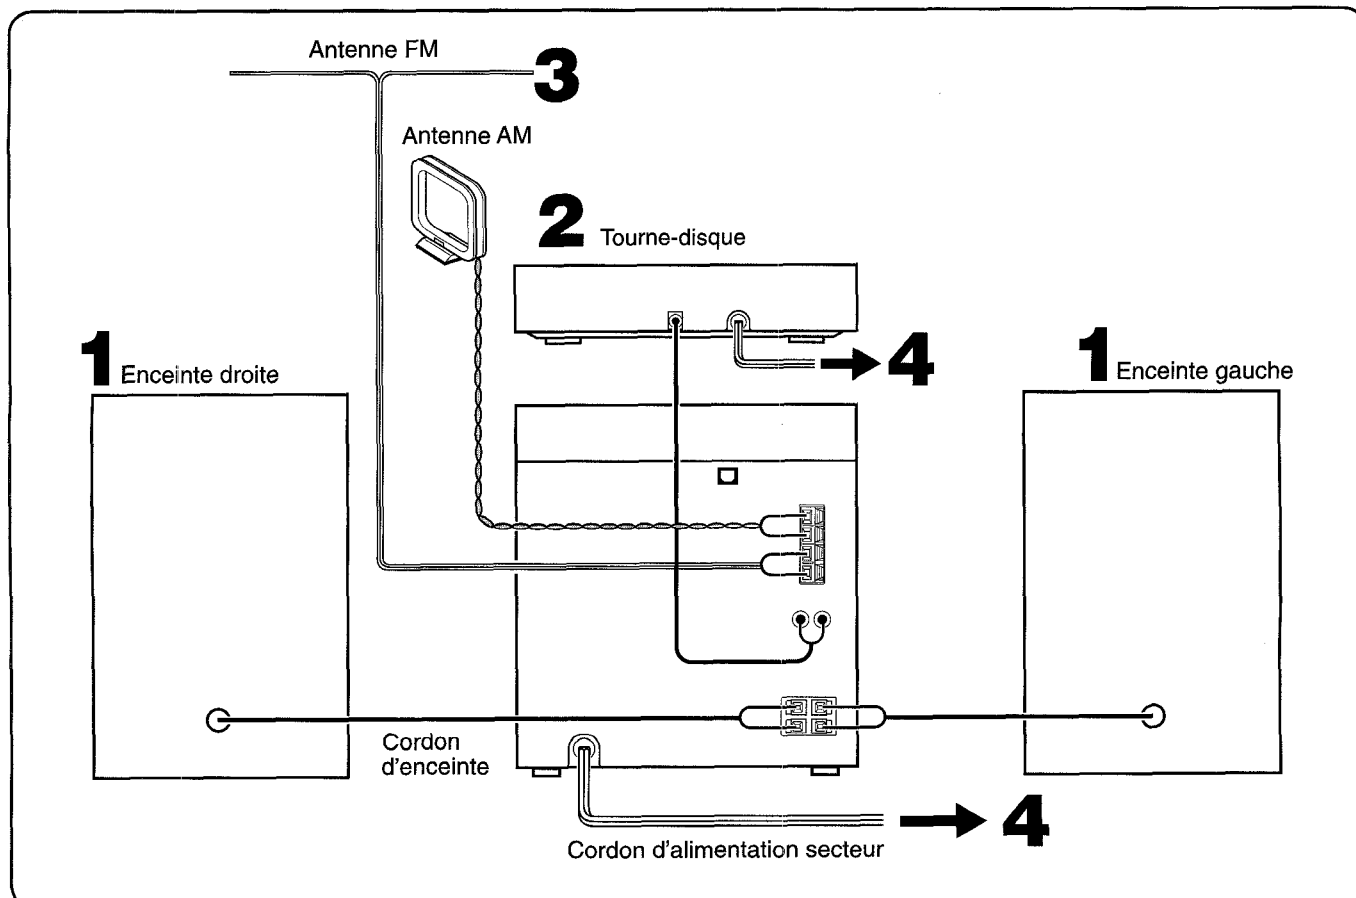 Antenne FM
3
Antenne AM
2 Tourne-disque
1 Enceinte droite
4
1 Enceinte gauche
Cordon
d'enceinte
4
Cordon d'alimentation secteur